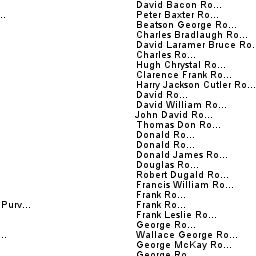 David Bacon Ro...
... Peter Baxter Ro...
Beatson George Ro...
Charles Bradlaugh Ro...
David Laramer Bruce Ro.
Charles Ro...
Hugh Chrystal Ro...
Clarence Frank Ro...
Harry Jackson Cutler Ro...
David Ro...
David William Ro...
John David Ro...
Thomas Don Ro...
Donald Ro...
Donald Ro...
Donald James Ro...
Douglas Ro...
Robert Dugald Ro...
Francis William Ro...
Frank Ro...
Purv... Frank Ro...
Frank Leslie Ro...
George Ro...
... Wallace George Ro...
George McKay Ro...
George Ro